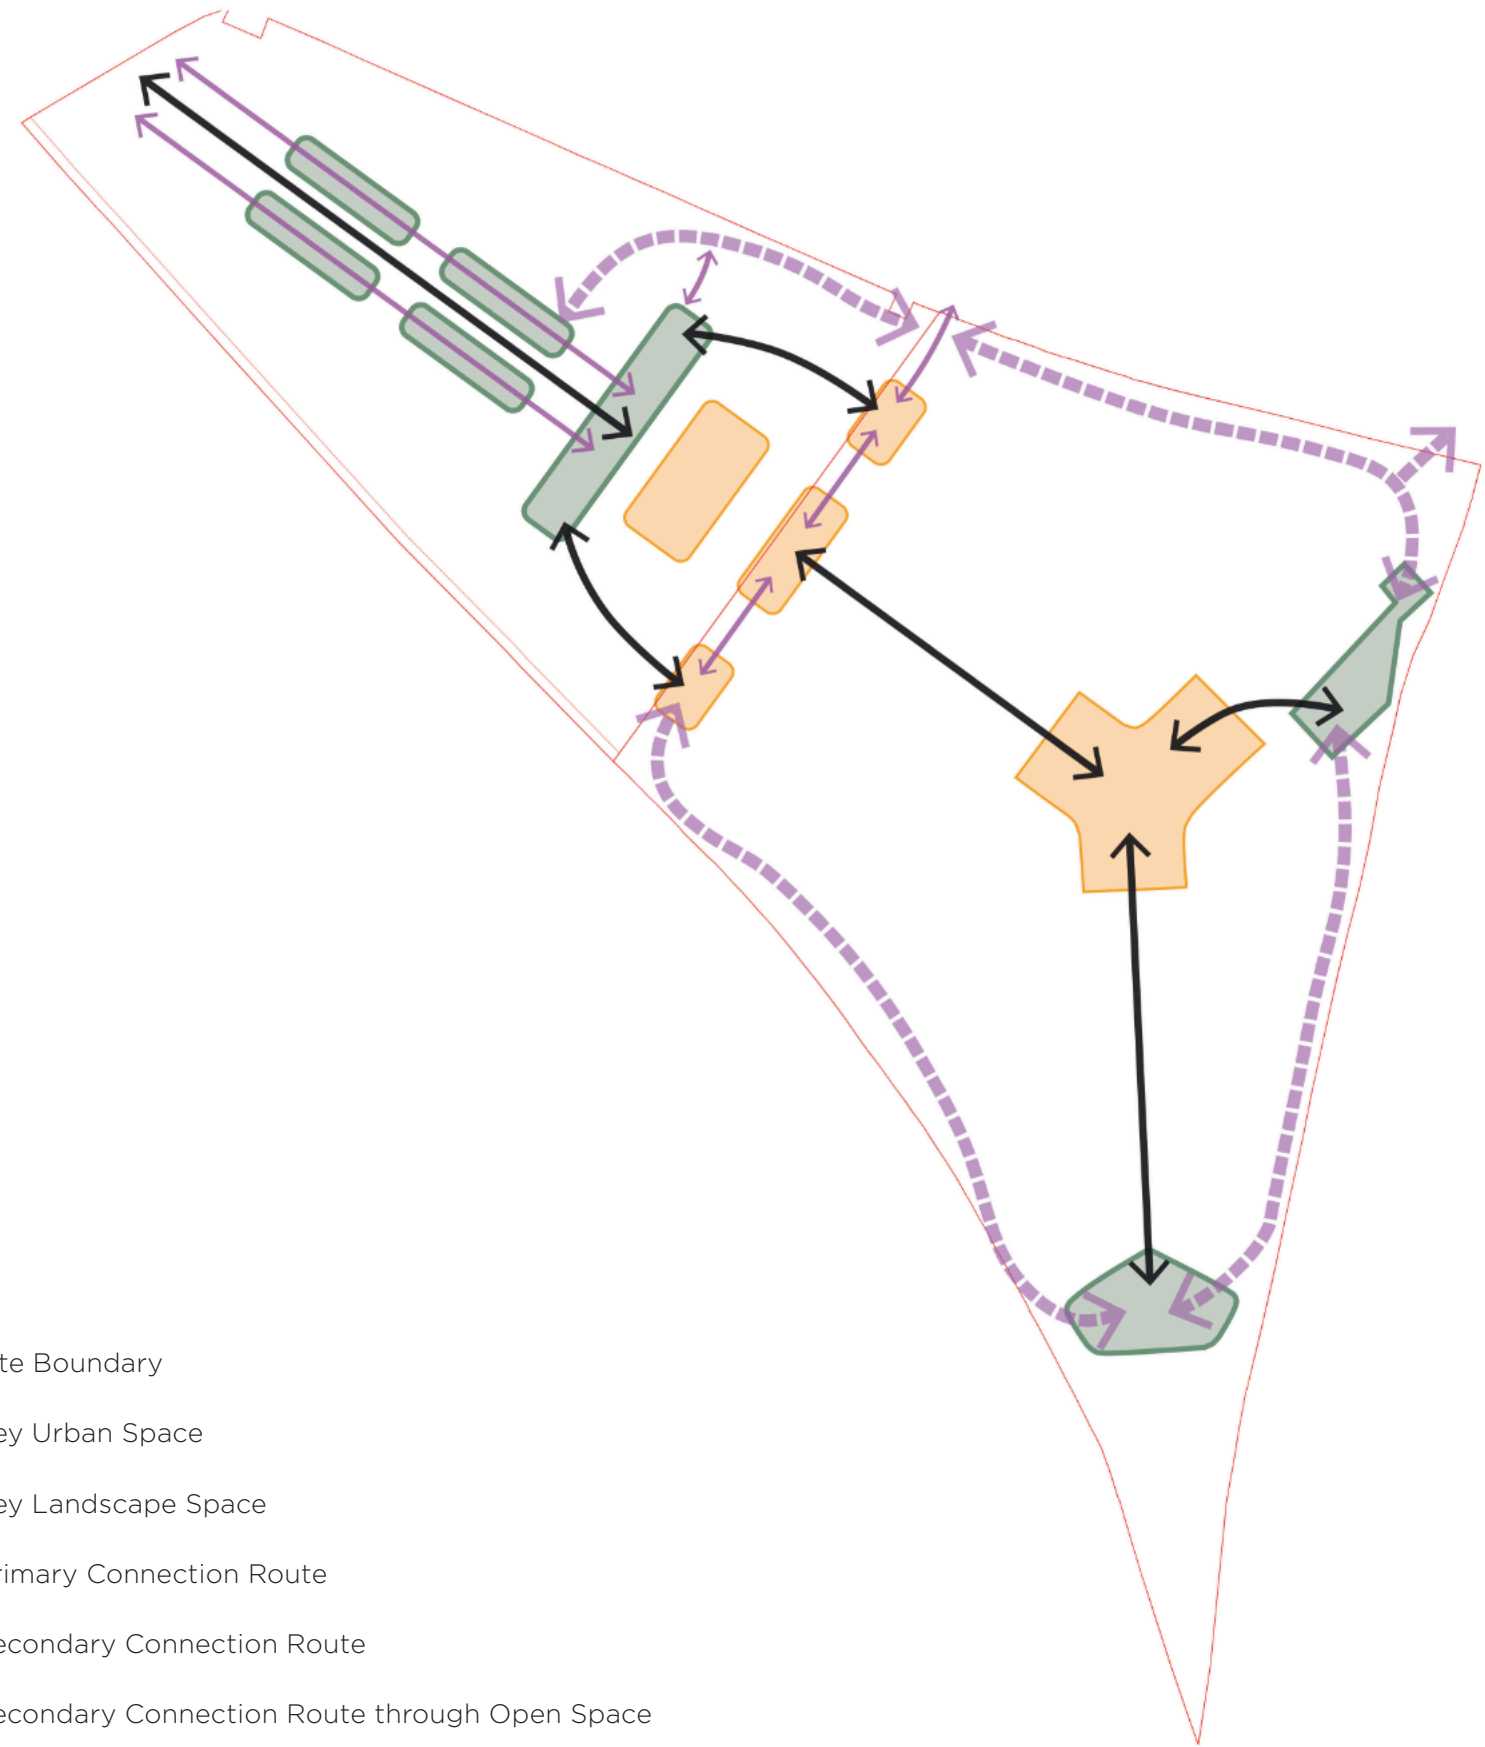 te Boundary
ey Urban Space
ey Landscape Space
rimary Connection Route
econdary Connection Route
econdary Connection Route through Open Space